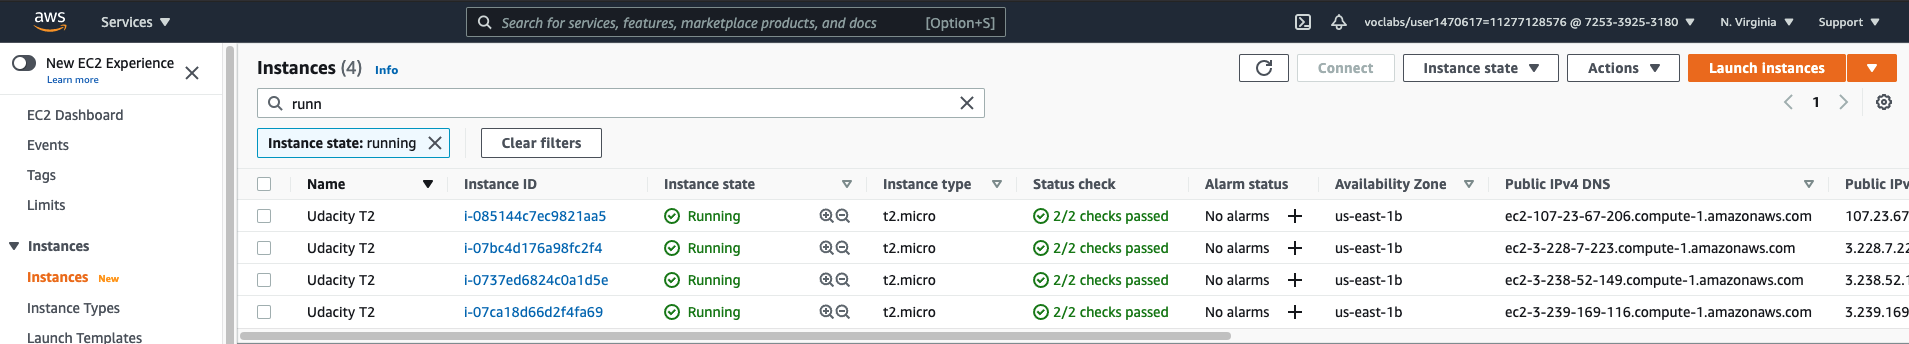 aws Services Search for services, features, marketplace products, and docs [Option+S] voclabs/user1470617=11277128576 @ 7253-3925-3180 N. Virginia Support
New EC2 Experience
Learn more
EC2 Dashboard
Events
Tags
Limits
Instances
Instances New
Instance Types
Launch Templates
Instances (4) Info Connect Instance state Actions Launch instances
runn 1
Instance state: running Clear filters
Name Instance ID Instance state Instance type Status check Alarm status Availability Zone Public IPv4 DNS Public IPv
Udacity T2 i-085144c7ec9821aa5 Running t2.micro 2/2 checks passed No alarms + us-east-1b ec2-107-23-67-206.compute-1.amazonaws.com 107.23.67
Udacity T2 i-07bc4d176a98fc2f4 Running t2.micro 2/2 checks passed No alarms + us-east-1b ec2-3-228-7-223.compute-1.amazonaws.com 3.228.7.22
Udacity T2 i-0737ed6824c0a1d5e Running t2.micro 2/2 checks passed No alarms + us-east-1b ec2-3-238-52-149.compute-1.amazonaws.com 3.238.52.1
Udacity T2 i-07ca18d66d2f4fa69 Running t2.micro 2/2 checks passed No alarms + us-east-1b ec2-3-239-169-116.compute-1.amazonaws.com 3.239.169